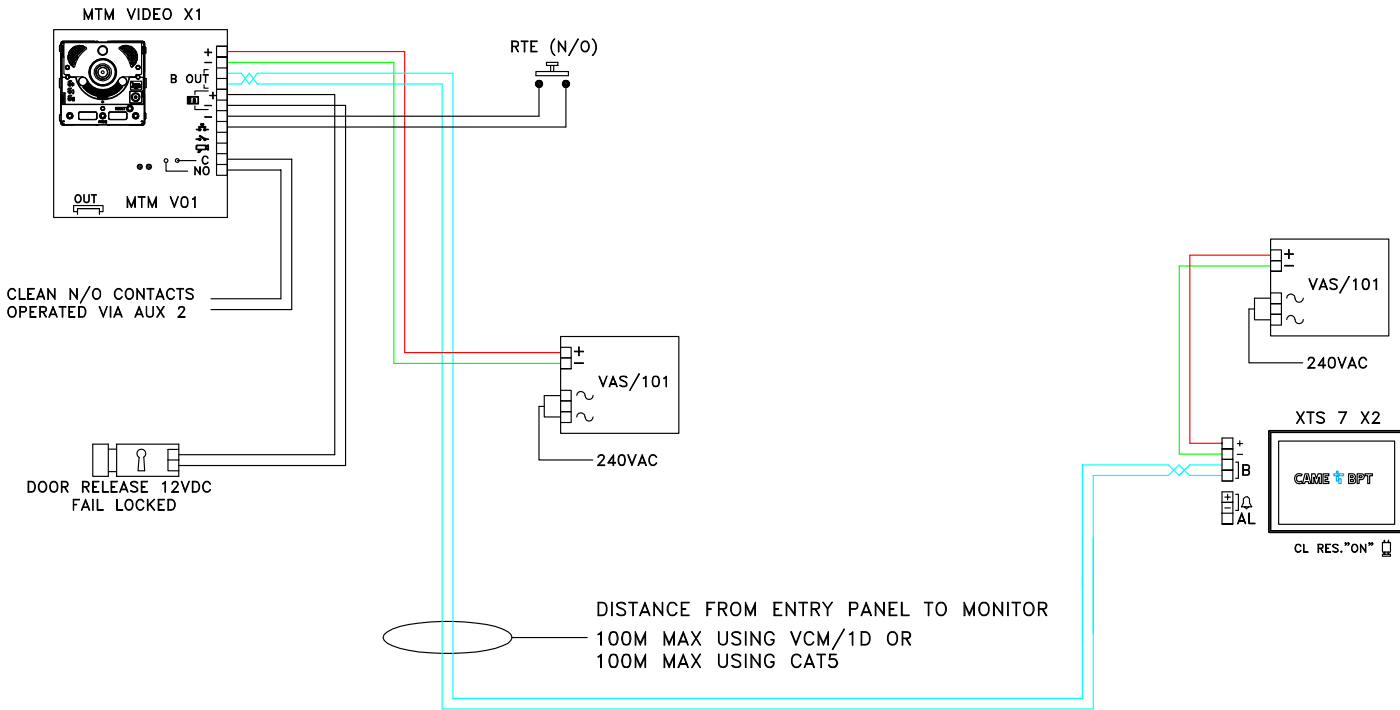 MTM VIDEO X1
+
−
B OUT
+
−
−
C
NO
OUT
MTM V01
RTE (N/O)
CLEAN N/O CONTACTS
OPERATED VIA AUX 2
DOOR RELEASE 12VDC
FAIL LOCKED
+
−
VAS/101
240VAC
+
−
VAS/101
240VAC
XTS 7 X2
+
−
B
+
−
AL
CAME BPT
CL RES."ON"
DISTANCE FROM ENTRY PANEL TO MONITOR
100M MAX USING VCM/1D OR
100M MAX USING CAT5